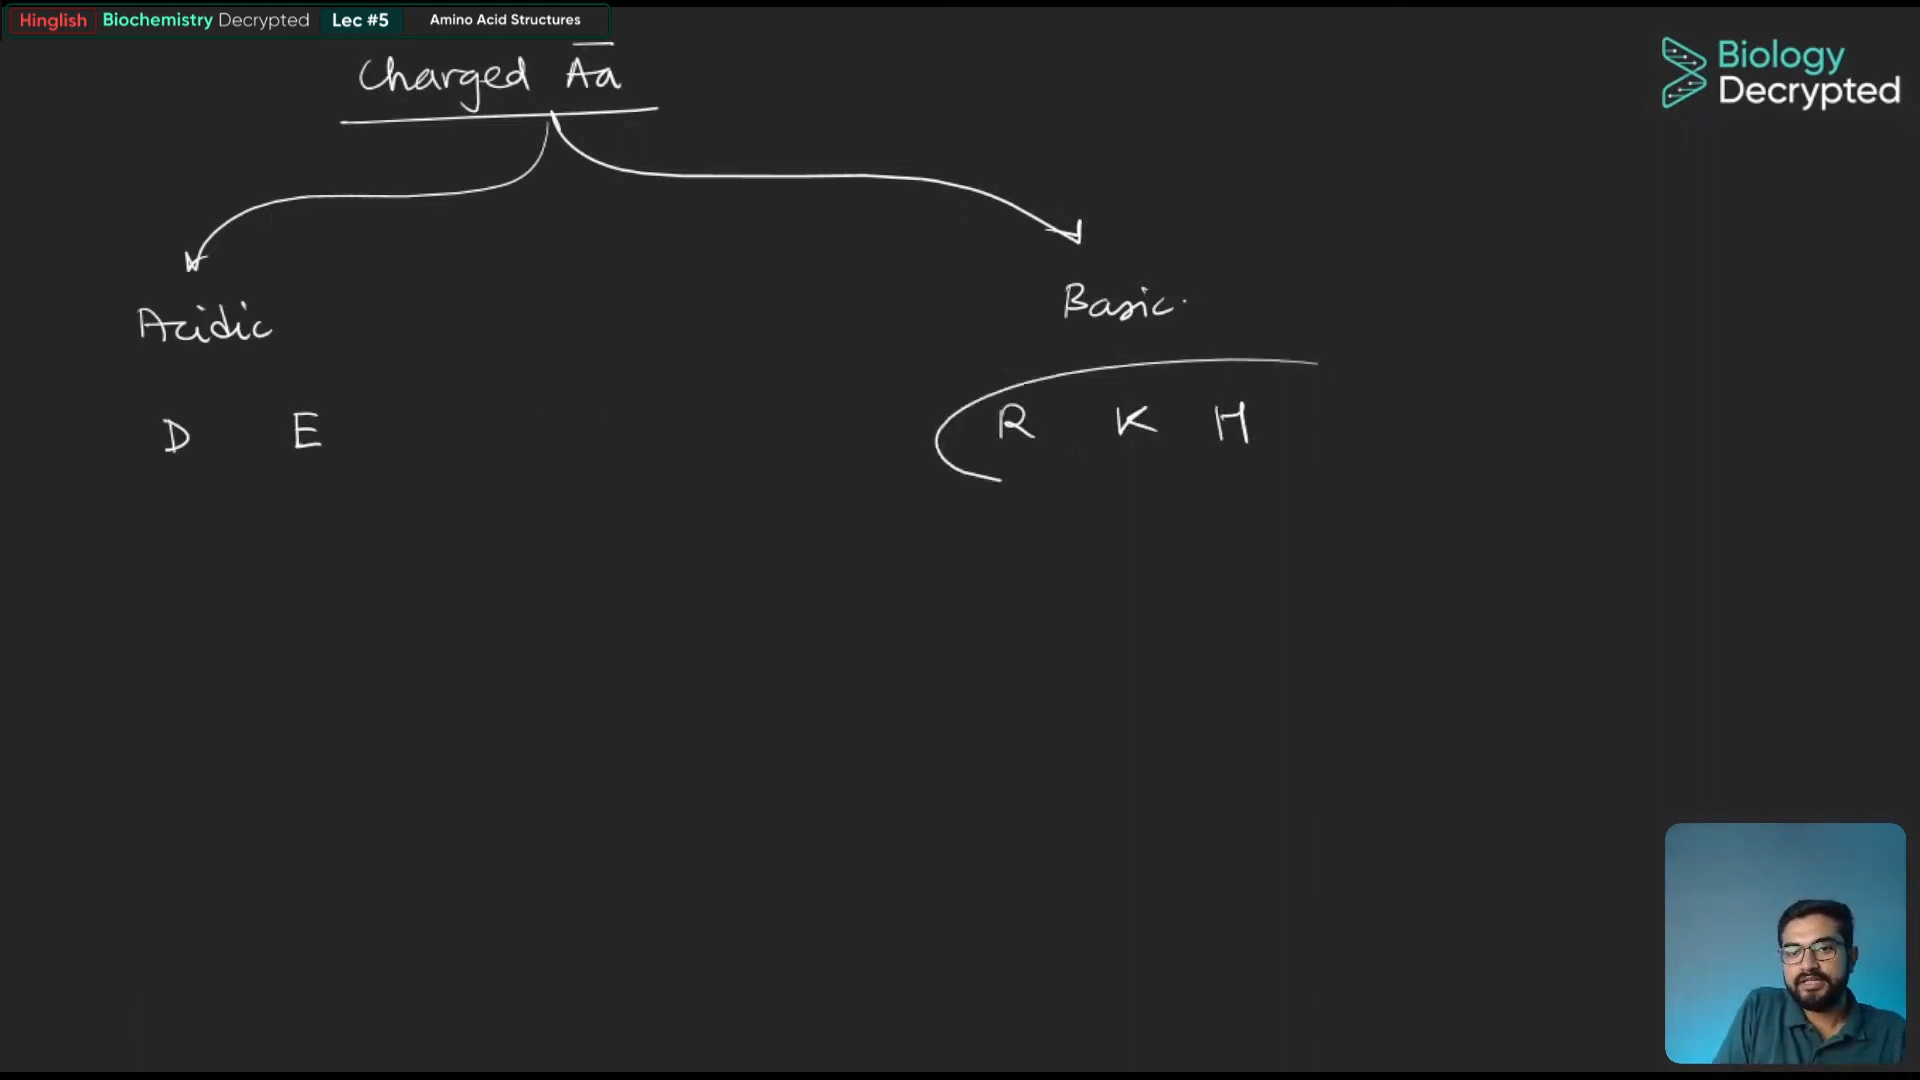 Hinglish Biochemistry Decrypted Lec #5 Amino Acid Structures
Biology
Decrypted
Charged Aa
Acidic
Basic
D E
R K H